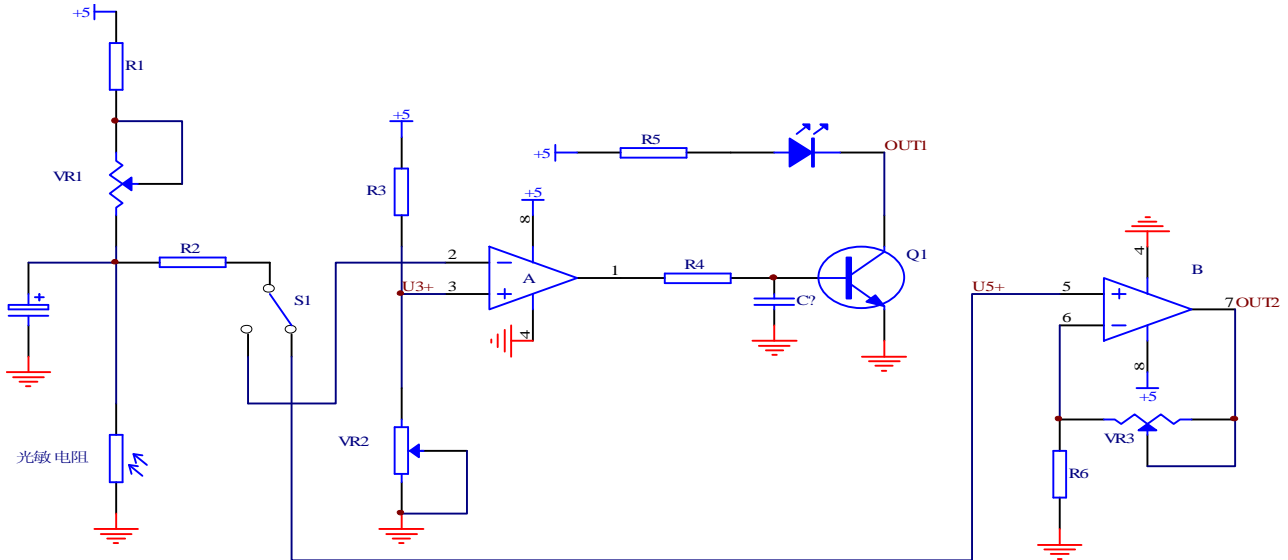 +5
R1
VR1
R2
S1
+
光敏电阻
+5
R3
U3+
VR2
+5
8
2
3
A
1
4
R4
C?
+5
R5
OUT1
Q1
U5+
4
B
5
6
7
OUT2
8
+5
VR3
R6